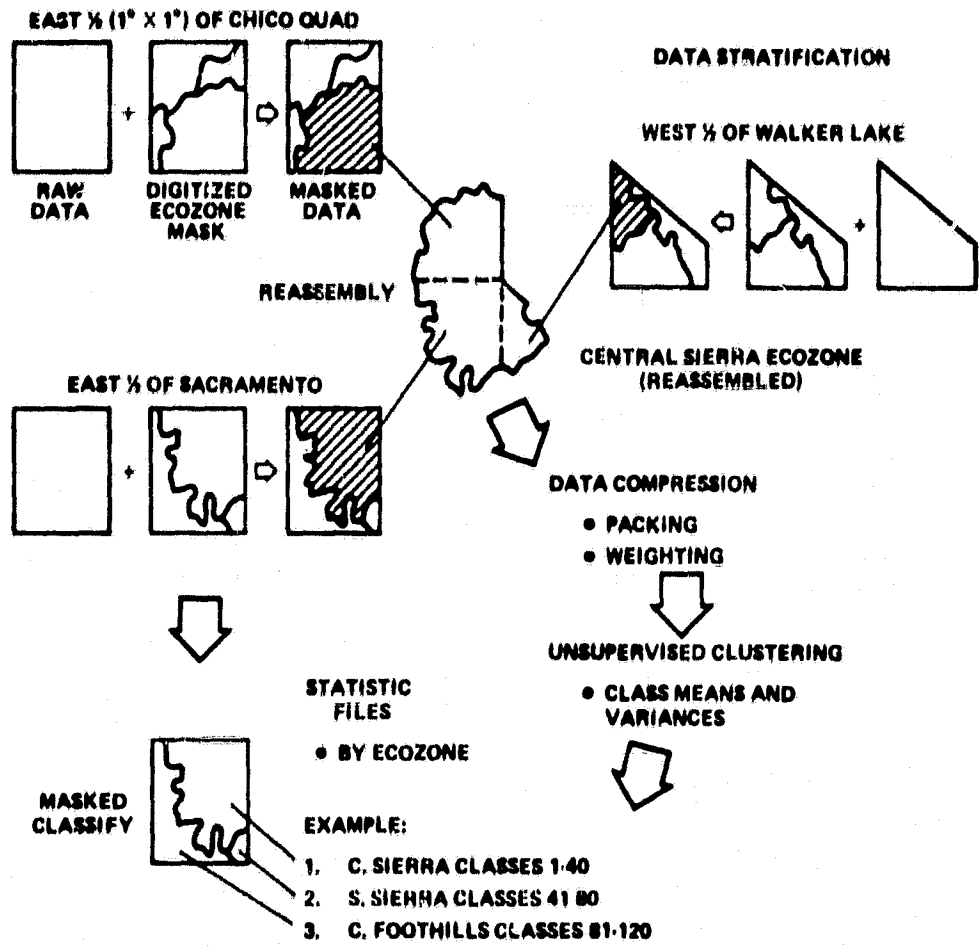 EAST ½ (1° X 1°) OF CHICO QUAD
RAW
DATA
DIGITIZED
ECOZONE
MASK
MASKED
DATA
DATA STRATIFICATION
WEST ½ OF WALKER LAKE
REASSEMBLY
CENTRAL SIERRA ECOZONE
(REASSEMBLED)
EAST ½ OF SACRAMENTO
DATA COMPRESSION
• PACKING
• WEIGHTING
UNSUPERVISED CLUSTERING
• CLASS MEANS AND
VARIANCES
STATISTIC
FILES
• BY ECOZONE
MASKED
CLASSIFY
EXAMPLE:
1. C. SIERRA CLASSES 1-40
2. S. SIERRA CLASSES 41 80
3. C. FOOTHILLS CLASSES 81-120